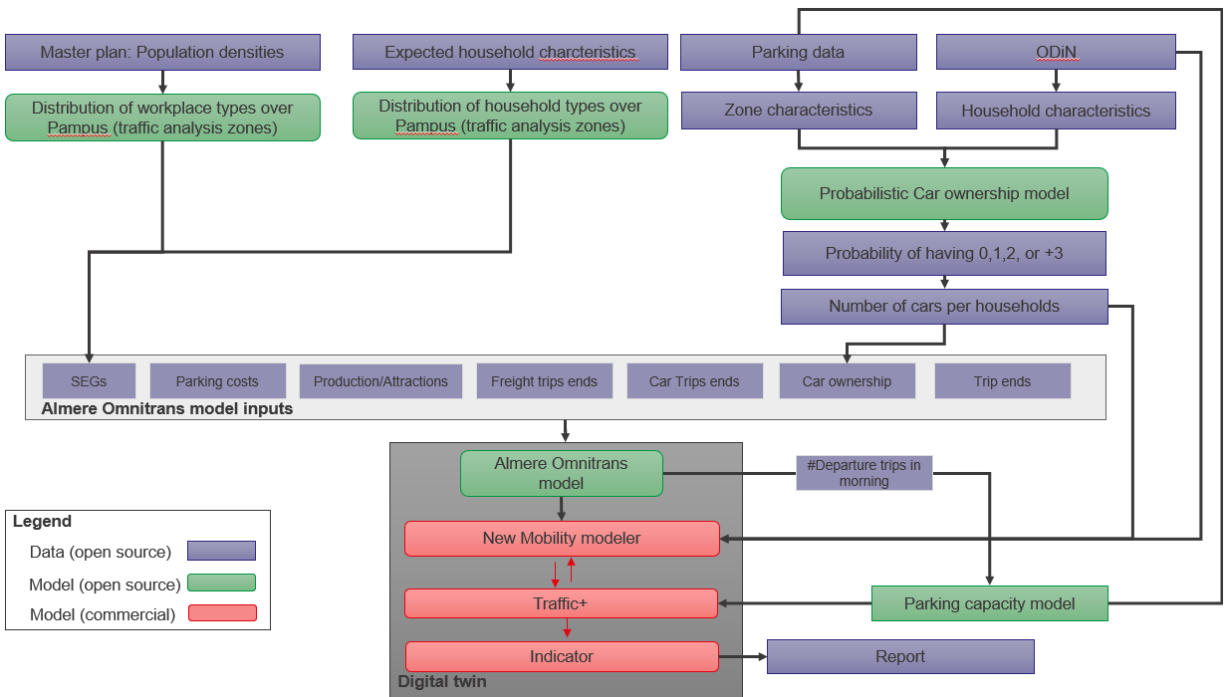 Master plan: Population densities
Expected household charcteristics
Parking data
ODiN
Distribution of workplace types over
Pampus (traffic analysis zones)
Distribution of household types over
Pampus (traffic analysis zones)
Zone characteristics
Household characteristics
Probabilistic Car ownership model
Probability of having 0,1,2, or +3
Number of cars per households
SEGs
Parking costs
Production/Attractions
Freight trips ends
Car Trips ends
Car ownership
Trip ends
Almere Omnitrans model inputs
Almere Omnitrans
model
#Departure trips in
morning
New Mobility modeler
Traffic+
Parking capacity model
Indicator
Report
Digital twin
Legend
Data (open source)
Model (open source)
Model (commercial)